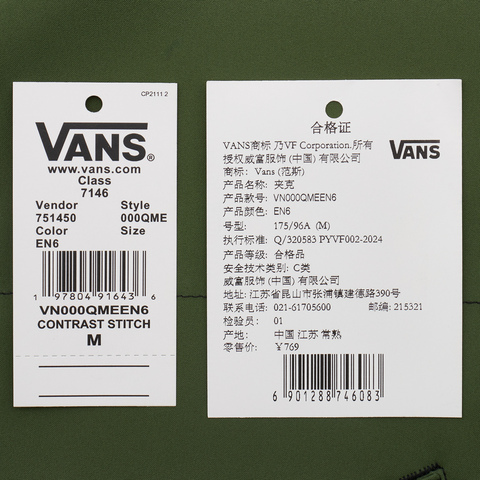 CP2111 2
VANS®
www.vans.com
Class
7146
Vendor Style
751450 000QME
Color Size
EN6
1 97804 91643 6
VN000QMEEN6
CONTRAST STITCH
M
合格证
VANS商标 乃VF Corporation.所有
授权威富服饰 (中国) 有限公司
VANS
商标: Vans (范斯)
产品名称: 夹克
产品款号: VN000QMEEN6
产品颜色: EN6
号型: 175/96A (M)
执行标准: Q/320583 PYVF002-2024
产品等级: 合格品
安全技术类别: C类
威富服饰 (中国) 有限公司
地址: 江苏省昆山市张浦镇建德路390号
联系电话: 021-61705600 邮编: 215321
检验员: 01
产地: 中国 江苏 常熟
零售价: ￥769
6 901288 746083